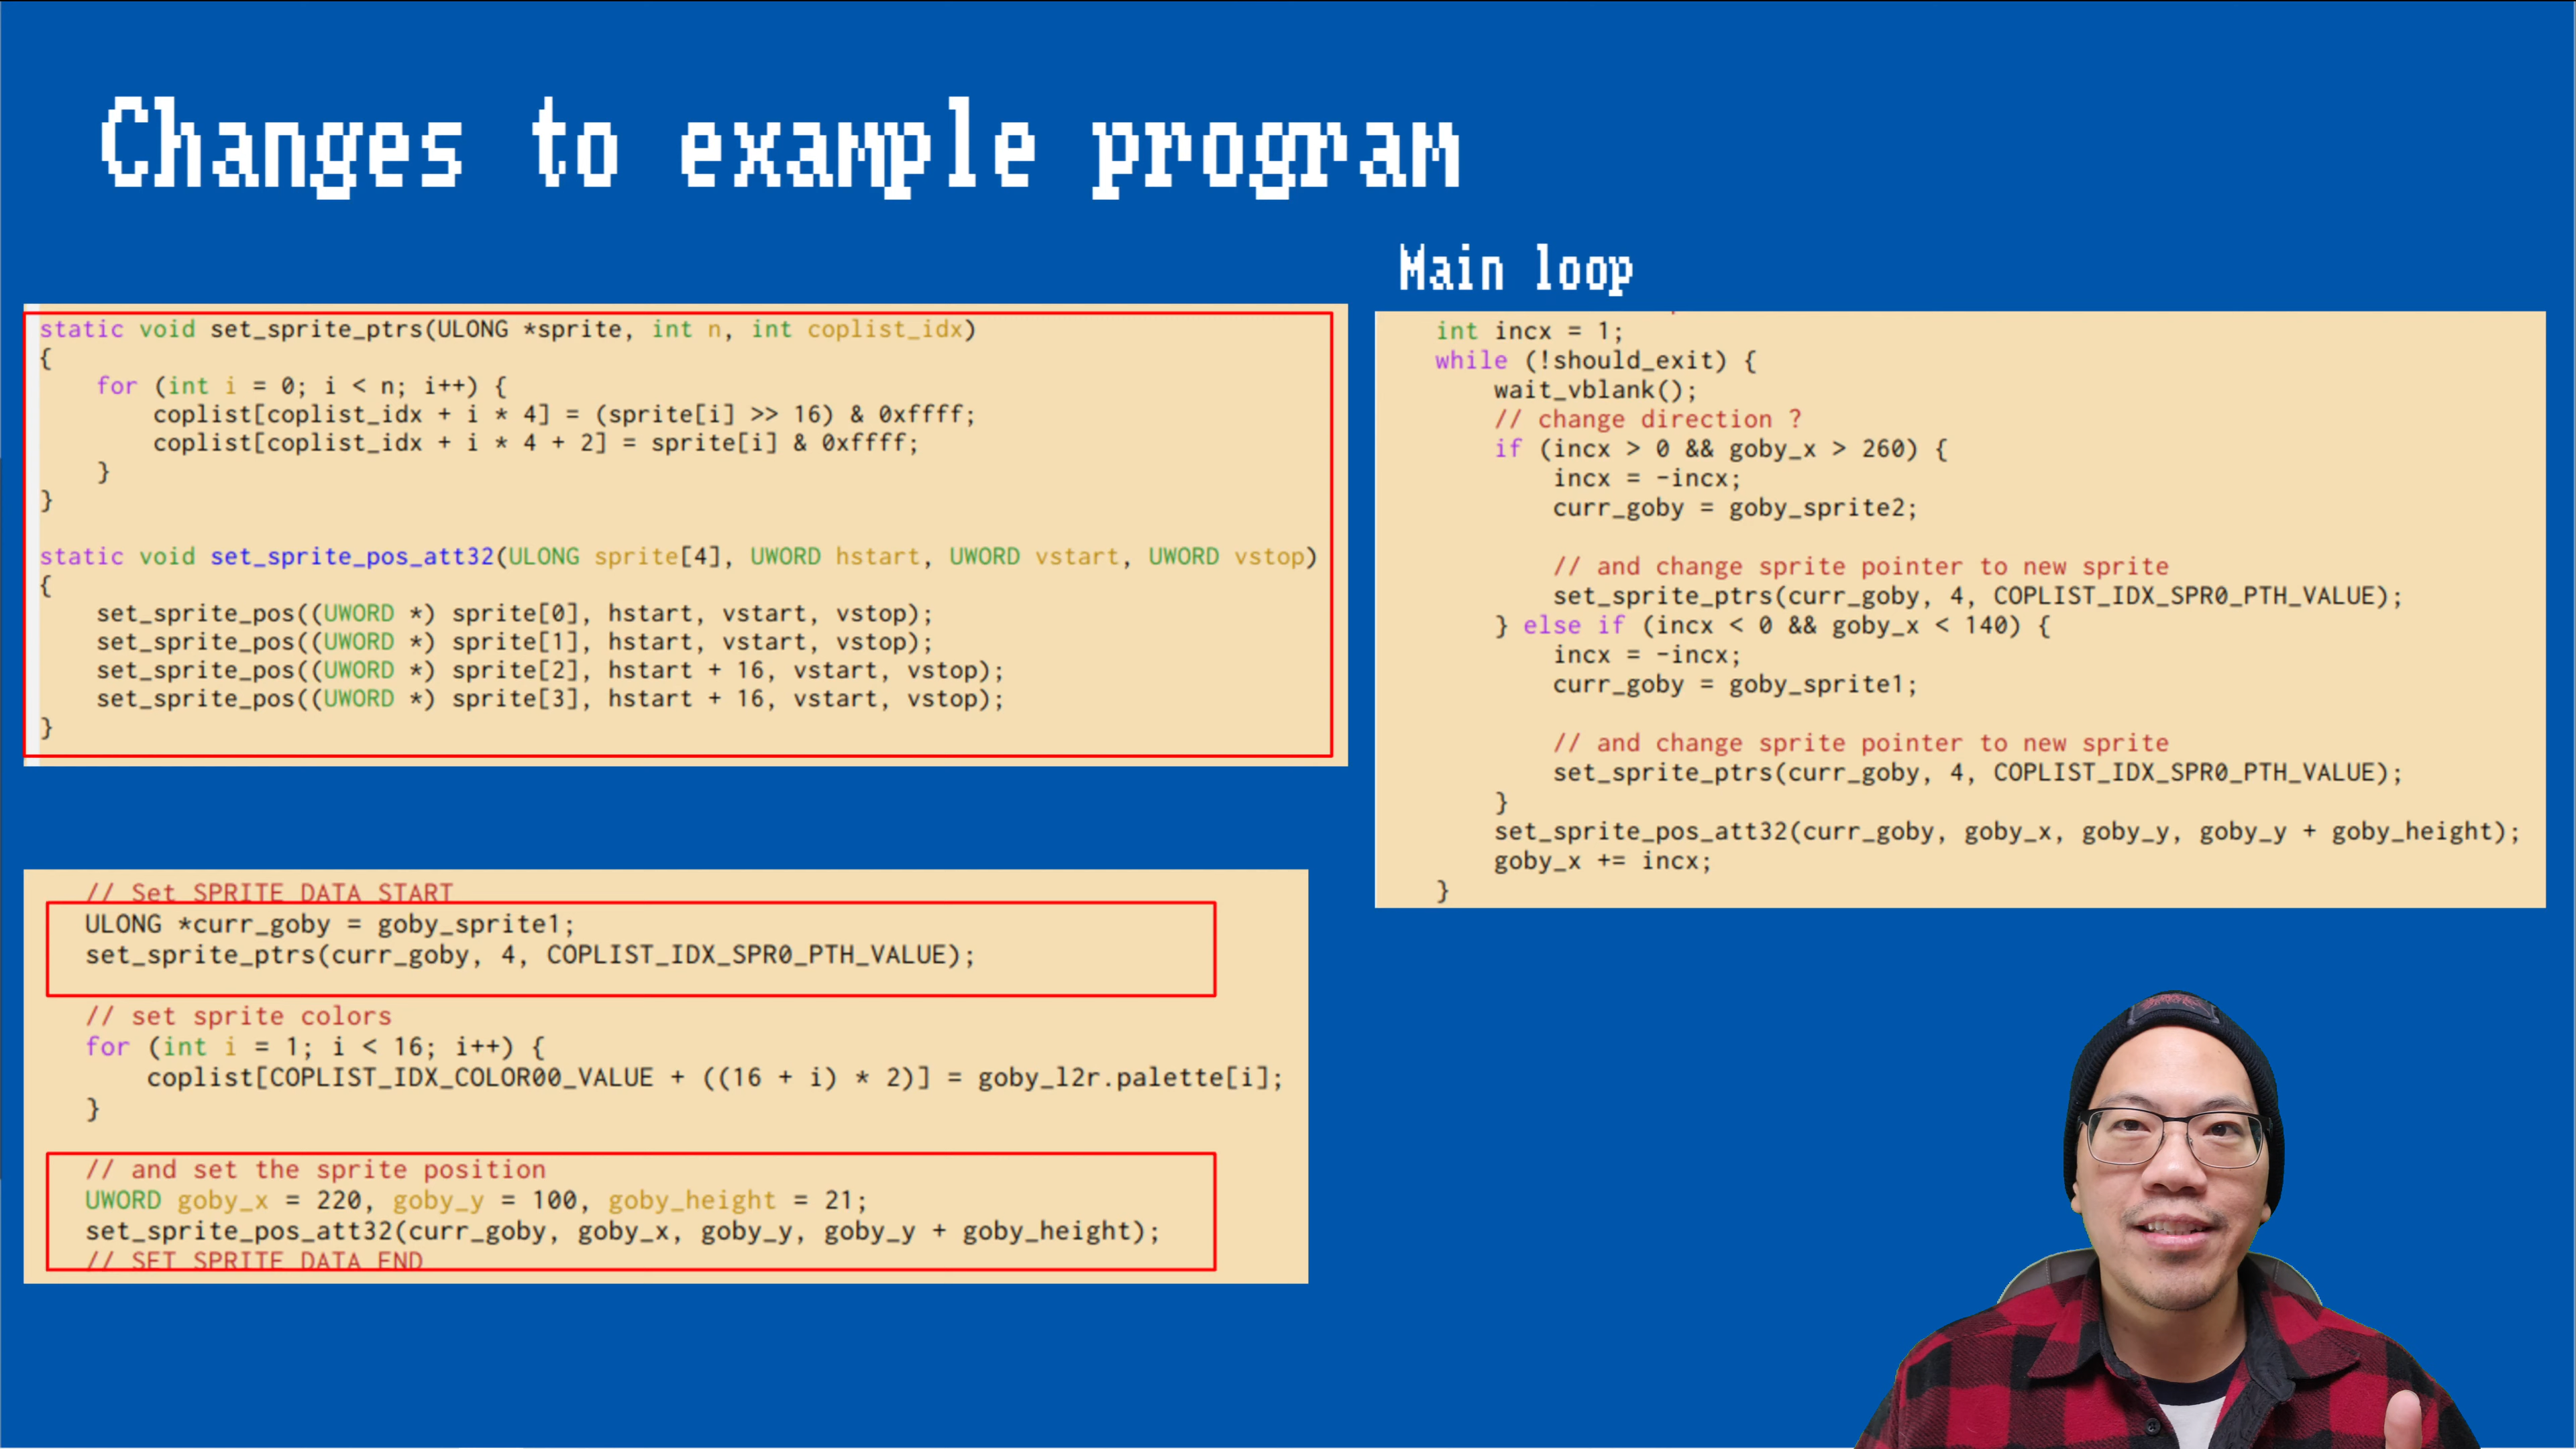 Changes to example program
static void set_sprite_ptrs(ULONG *sprite, int n, int coplist_idx)
{
    for (int i = 0; i < n; i++) {
        coplist[coplist_idx + i * 4] = (sprite[i] >> 16) & 0xffff;
        coplist[coplist_idx + i * 4 + 2] = sprite[i] & 0xffff;
    }
}
static void set_sprite_pos_att32(ULONG sprite[4], UWORD hstart, UWORD vstart, UWORD vstop)
{
    set_sprite_pos((UWORD *) sprite[0], hstart, vstart, vstop);
    set_sprite_pos((UWORD *) sprite[1], hstart, vstart, vstop);
    set_sprite_pos((UWORD *) sprite[2], hstart + 16, vstart, vstop);
    set_sprite_pos((UWORD *) sprite[3], hstart + 16, vstart, vstop);
}
// Set SPRITE DATA START
ULONG *curr_goby = goby_sprite1;
set_sprite_ptrs(curr_goby, 4, COPLIST_IDX_SPR0_PTH_VALUE);
// set sprite colors
for (int i = 1; i < 16; i++) {
    coplist[COPLIST_IDX_COLOR00_VALUE + ((16 + i) * 2)] = goby_l2r.palette[i];
}
// and set the sprite position
UWORD goby_x = 220, goby_y = 100, goby_height = 21;
set_sprite_pos_att32(curr_goby, goby_x, goby_y, goby_y + goby_height);
// SET SPRITE DATA END
Main loop
int incx = 1;
while (!should_exit) {
    wait_vblank();
    // change direction ?
    if (incx > 0 && goby_x > 260) {
        incx = -incx;
        curr_goby = goby_sprite2;
        // and change sprite pointer to new sprite
        set_sprite_ptrs(curr_goby, 4, COPLIST_IDX_SPR0_PTH_VALUE);
    } else if (incx < 0 && goby_x < 140) {
        incx = -incx;
        curr_goby = goby_sprite1;
        // and change sprite pointer to new sprite
        set_sprite_ptrs(curr_goby, 4, COPLIST_IDX_SPR0_PTH_VALUE);
    }
    set_sprite_pos_att32(curr_goby, goby_x, goby_y, goby_y + goby_height);
    goby_x += incx;
}